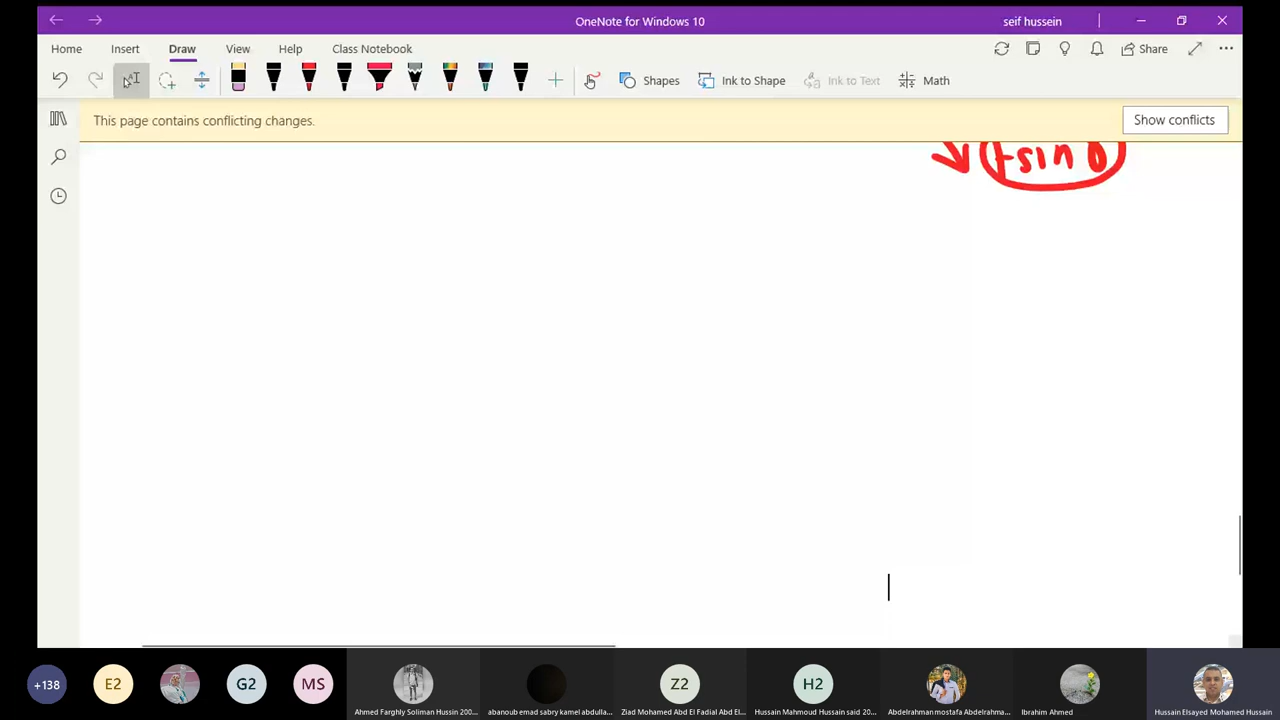 OneNote for Windows 10
seif hussein
Home
Insert
Draw
View
Help
Class Notebook
Share
Shapes
Ink to Shape
Ink to Text
Math
This page contains conflicting changes.
Show conflicts
sin θ
+138
E2
G2
MS
Z2
H2
Ahmed Farghly Soliman Hussin 200...
abanoub emad sabry kamel abdulla...
Ziad Mohamed Abd El Fadial Abd El...
Hussain Mahmoud Hussain said 20...
Abdelrahman mostafa Abdelrahma...
Ibrahim Ahmed
Hussain Elsayed Mohamed Hussain